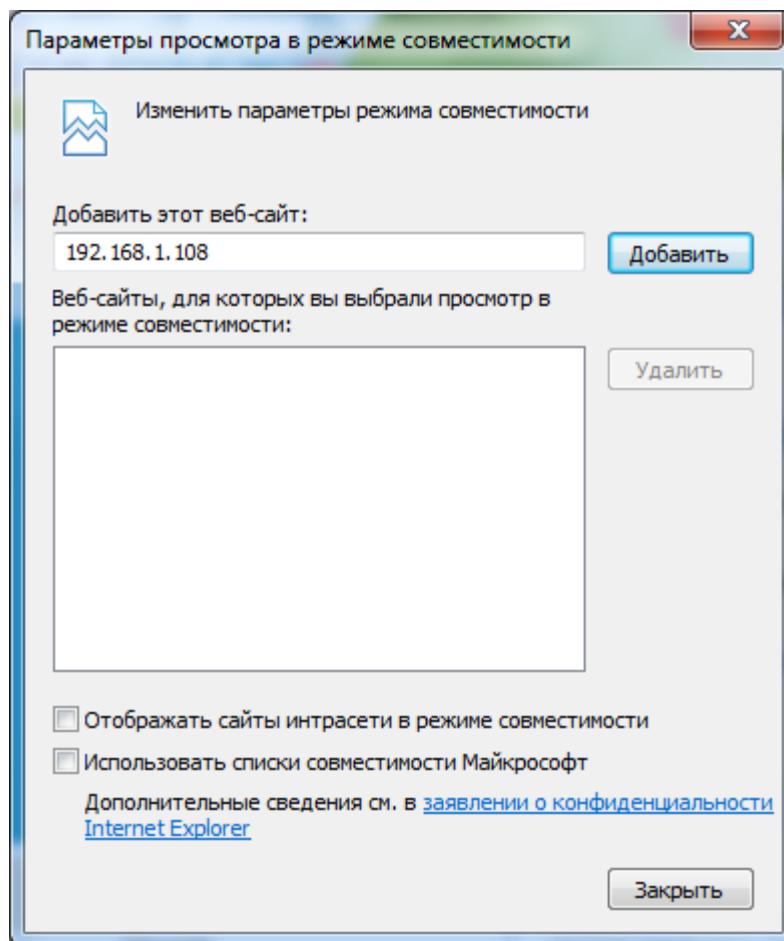 Параметры просмотра в режиме совместимости
Изменить параметры режима совместимости
Добавить этот веб-сайт:
192.168.1.108
Добавить
Веб-сайты, для которых вы выбрали просмотр в
режиме совместимости:
Удалить
Отображать сайты интрасети в режиме совместимости
Использовать списки совместимости Майкрософт
Дополнительные сведения см. в заявлении о конфиденциальности
Internet Explorer
Закрыть